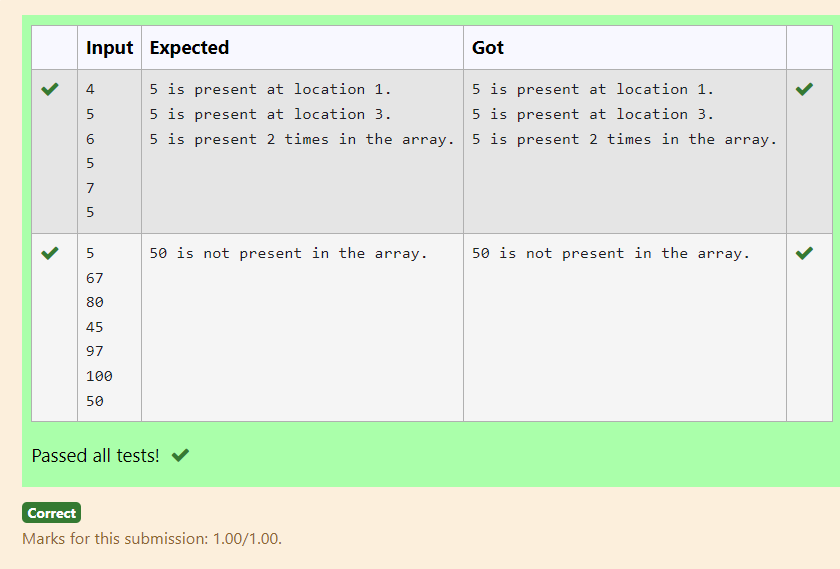 Input Expected Got
4 5 is present at location 1. 5 is present at location 1.
5 5 is present at location 3. 5 is present at location 3.
6 5 is present 2 times in the array. 5 is present 2 times in the array.
5
7
5
5 50 is not present in the array. 50 is not present in the array.
67
80
45
97
100
50
Passed all tests!
Correct
Marks for this submission: 1.00/1.00.